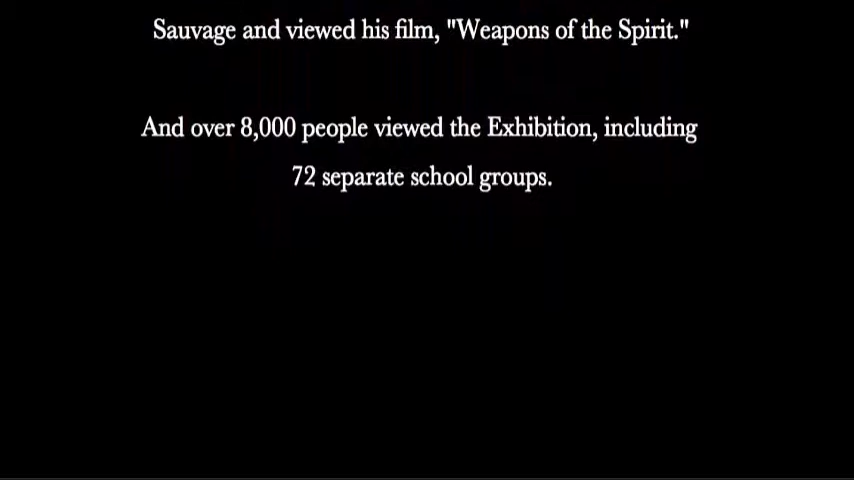 Sauvage and viewed his film, "Weapons of the Spirit."
And over 8,000 people viewed the Exhibition, including
72 separate school groups.